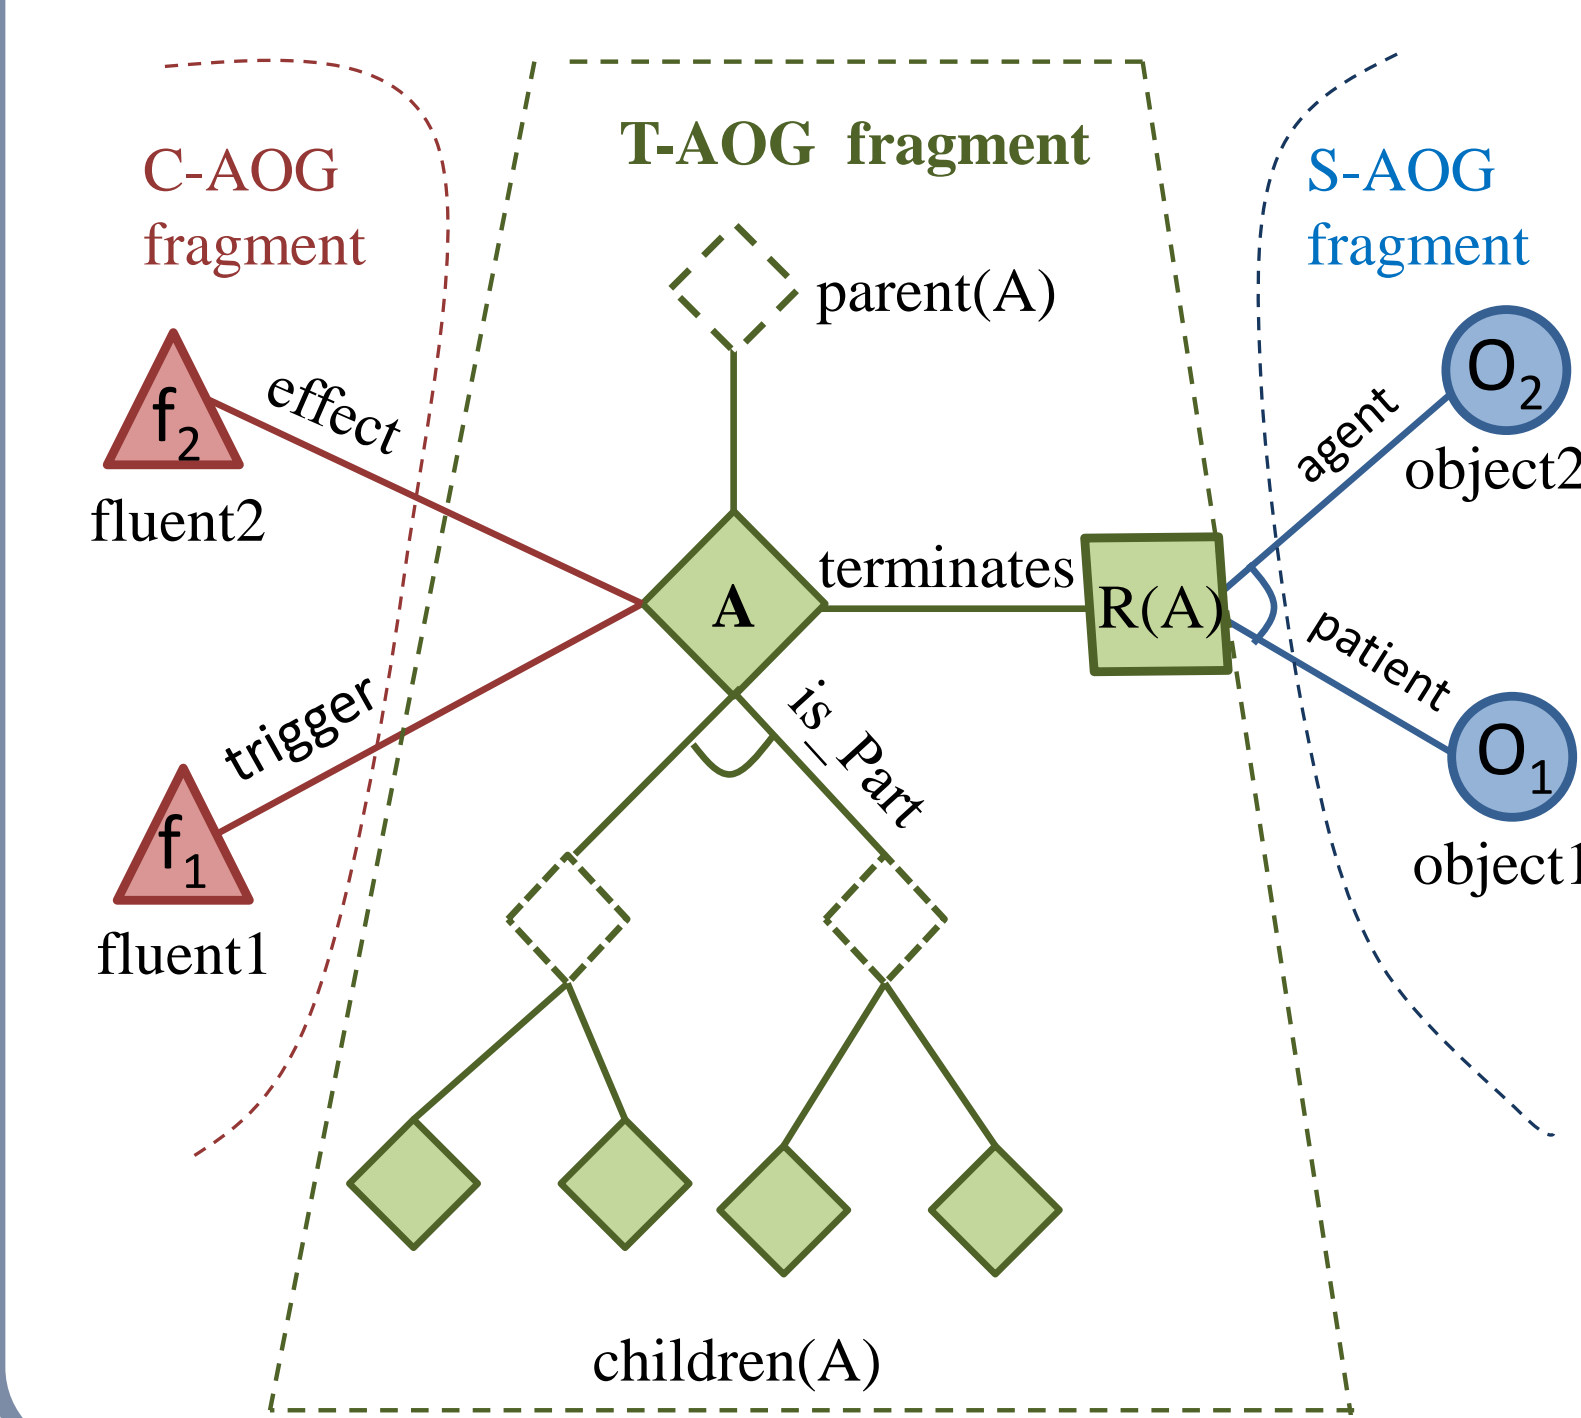 T-AOG fragment
C-AOG
fragment
S-AOG
fragment
parent(A)
f2
effect
fluent2
O2
agent
object2
A
terminates
R(A)
trigger
is_Part
patient
f1
fluent1
O1
object1
children(A)